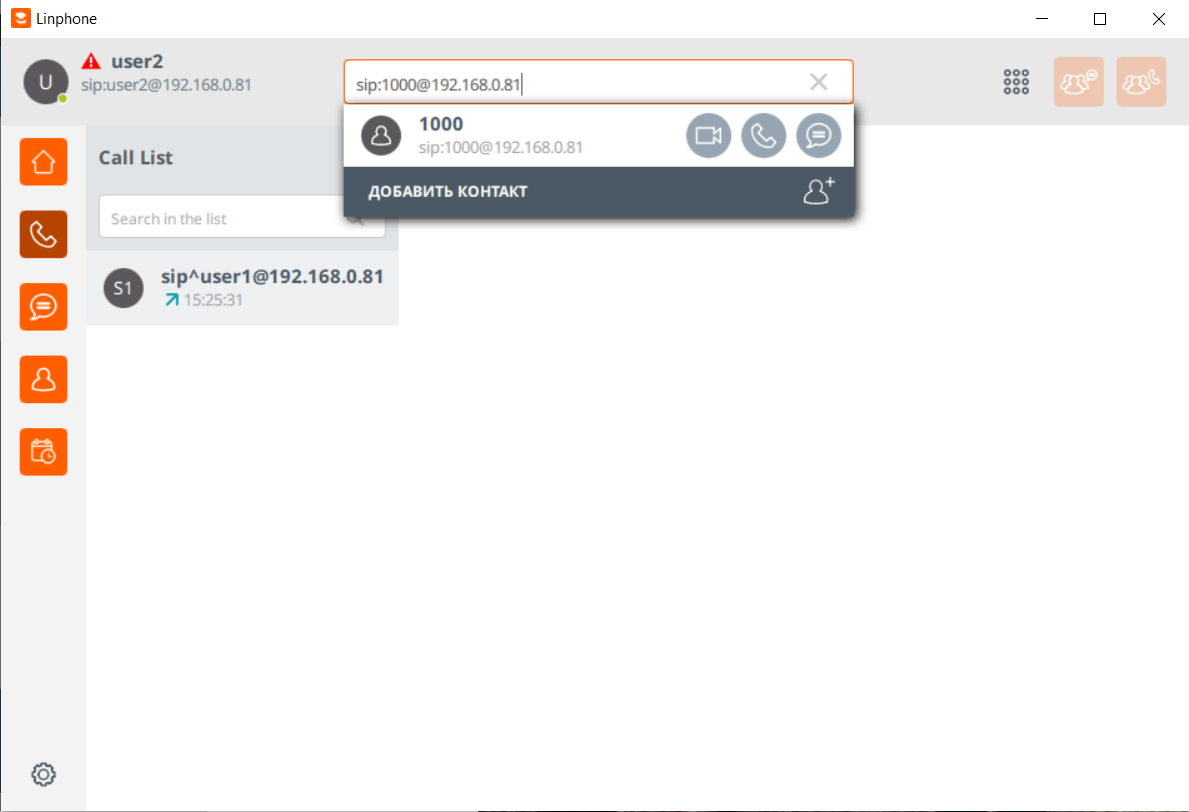 Linphone
U
user2
sip:user2@192.168.0.81
sip:1000@192.168.0.81
1000
sip:1000@192.168.0.81
ДОБАВИТЬ КОНТАКТ
Call List
Search in the list
S1
sip^user1@192.168.0.81
15:25:31